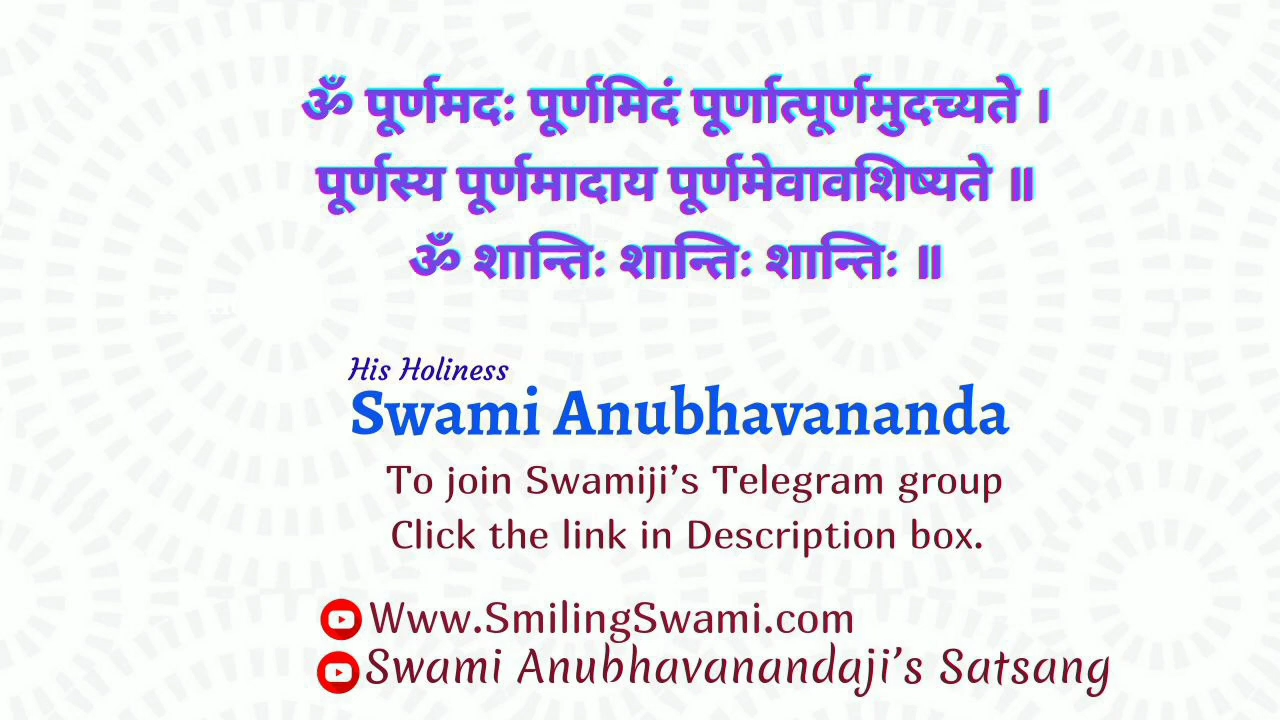 ॐ पूर्णमदः पूर्णमिदं पूर्णात्पूर्णमुदच्यते ।
पूर्णस्य पूर्णमादाय पूर्णमेवावशिष्यते ॥
ॐ शान्तिः शान्तिः शान्तिः ॥
His Holiness
Swami Anubhavananda
To join Swamiji’s Telegram group
Click the link in Description box.
Www.SmilingSwami.com
Swami Anubhavanandaji’s Satsang